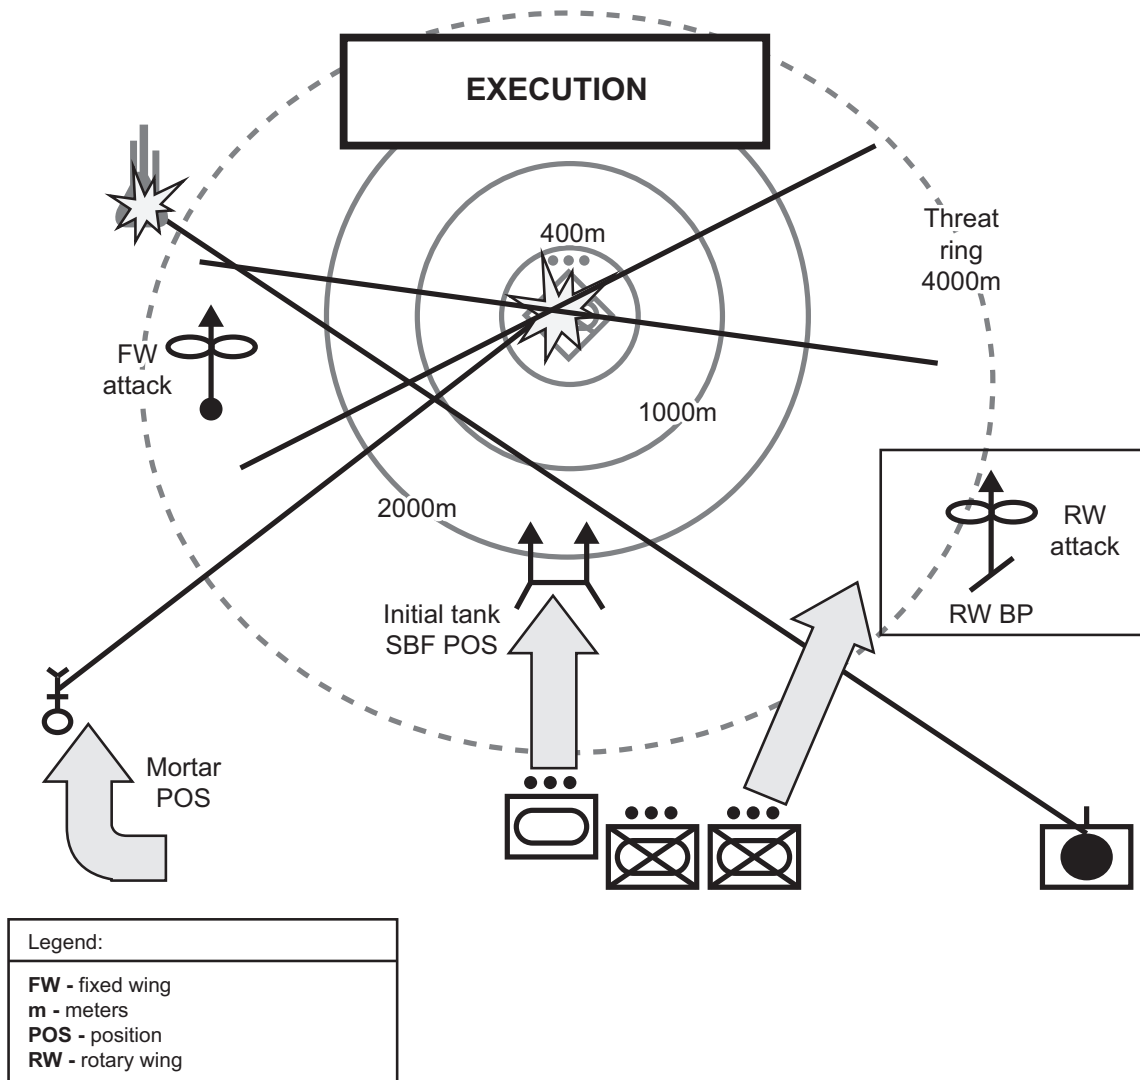 EXECUTION
400m
Threat
ring
4000m
FW
attack
1000m
2000m
RW
attack
RW BP
Initial tank
SBF POS
Mortar
POS
Legend:
FW - fixed wing
m - meters
POS - position
RW - rotary wing